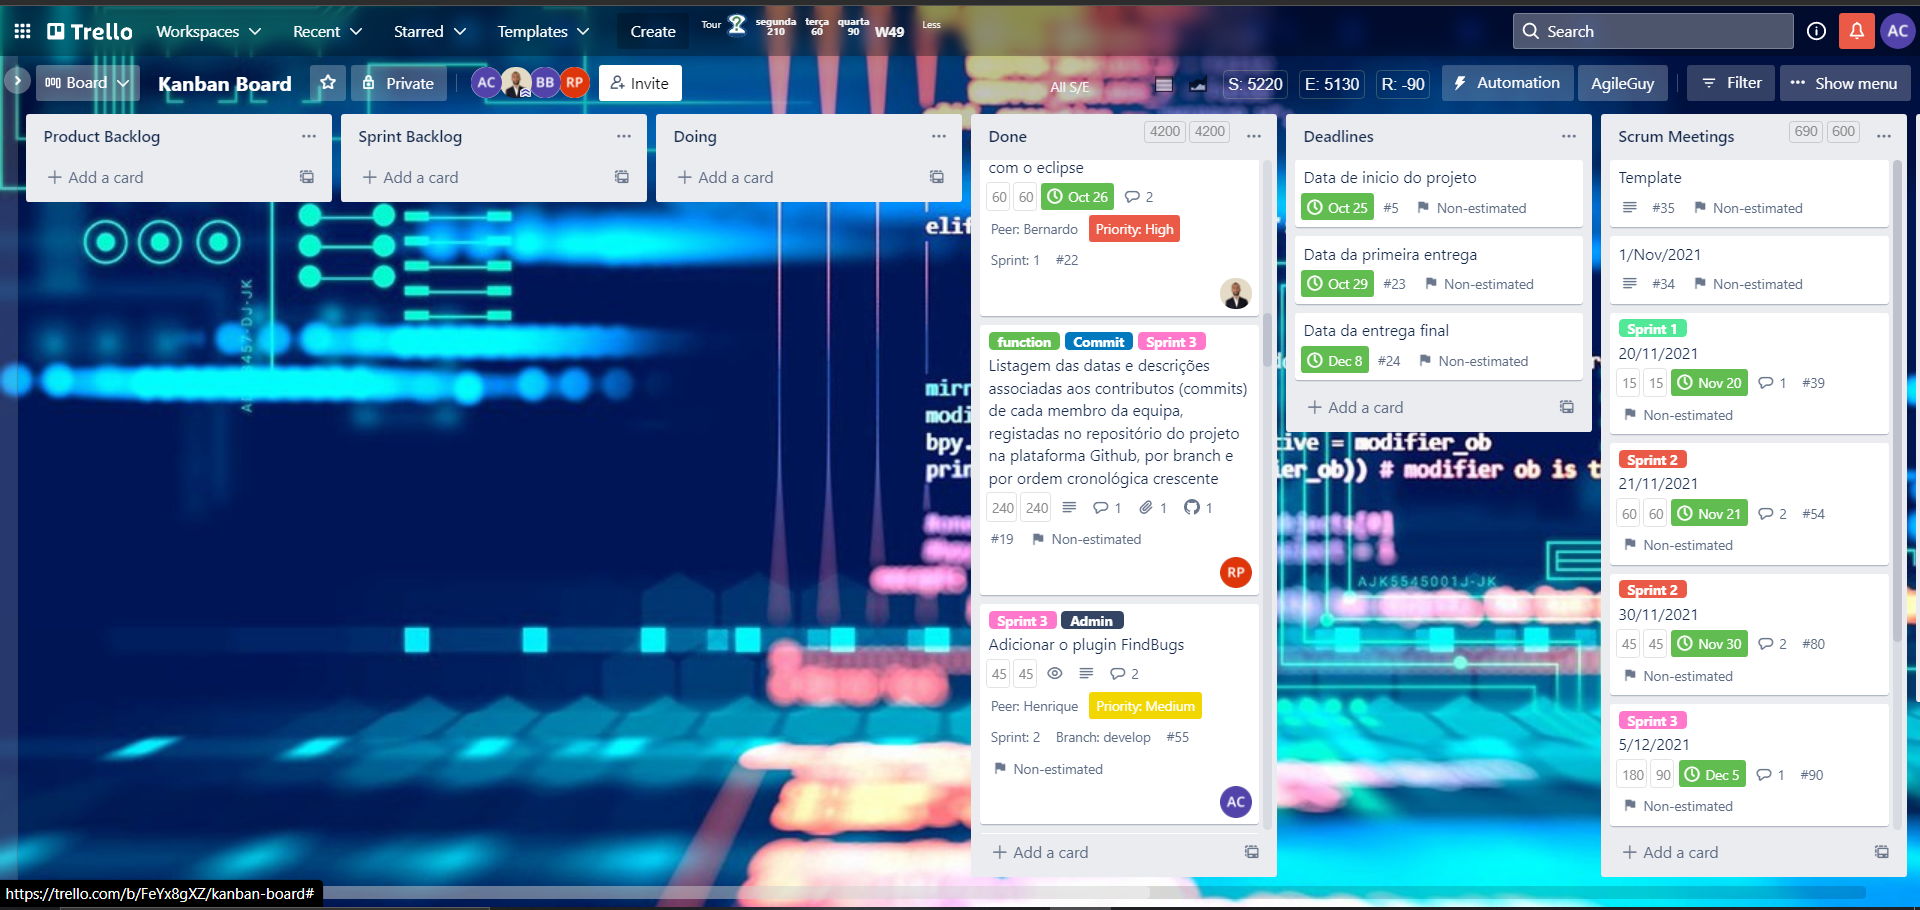 Trello
Workspaces
Recent
Starred
Templates
Create
Tour
segunda
210
terça
60
quarta
90
W49
Less
Search
AC
Board
Kanban Board
Private
AC
BB
RP
Invite
All S/E
S: 5220
E: 5130
R: -90
Automation
AgileGuy
Filter
Show menu
Product Backlog
Add a card
Sprint Backlog
Add a card
Doing
Add a card
Done
4200 4200
com o eclipse
60 60 Oct 26 2
Peer: Bernardo Priority: High
Sprint: 1 #22
function Commit Sprint 3
Listagem das datas e descrições
associadas aos contributos (commits)
de cada membro da equipa,
registadas no repositório do projeto
na plataforma Github, por branch e
por ordem cronológica crescente
240 240 1 1 1
#19 Non-estimated
RP
Sprint 3 Admin
Adicionar o plugin FindBugs
45 45 2
Peer: Henrique Priority: Medium
Sprint: 2 Branch: develop #55
Non-estimated
AC
Add a card
Deadlines
Data de inicio do projeto
Oct 25 #5 Non-estimated
Data da primeira entrega
Oct 29 #23 Non-estimated
Data da entrega final
Dec 8 #24 Non-estimated
Add a card
Scrum Meetings
690 600
Template
#35 Non-estimated
1/Nov/2021
#34 Non-estimated
Sprint 1
20/11/2021
15 15 Nov 20 1 #39
Non-estimated
Sprint 2
21/11/2021
60 60 Nov 21 2 #54
Non-estimated
Sprint 2
30/11/2021
45 45 Nov 30 2 #80
Non-estimated
Sprint 3
5/12/2021
180 90 Dec 5 1 #90
Non-estimated
Add a card
elif
mirr
modi
bpy.
prin
= modifier_ob
er_ob)) # modifier ob is t
AJK5545001J-JK
https://trello.com/b/FeYx8gXZ/kanban-board#